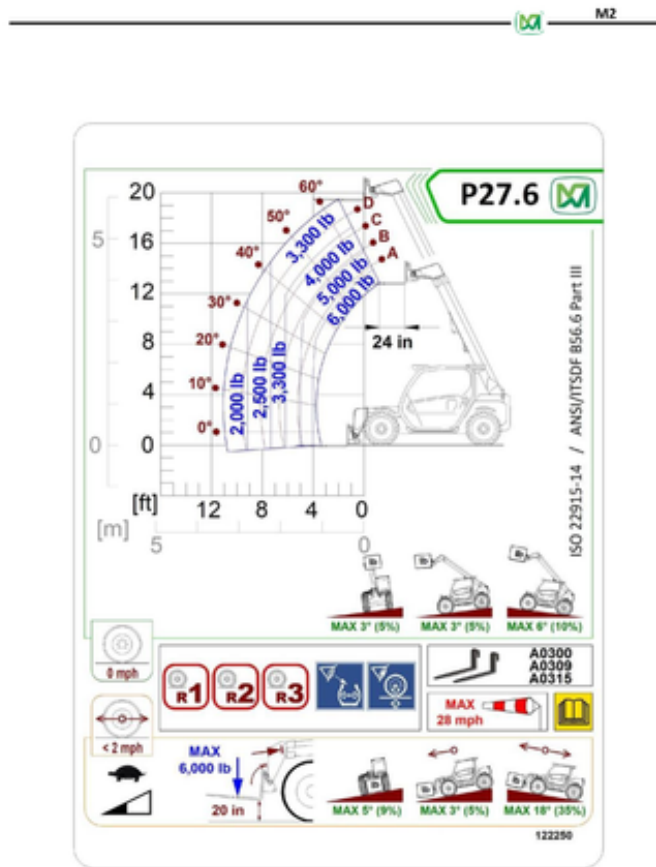 M2
P27.6
20
16
12
8
4
0
5
0
60°
50°
40°
30°
20°
10°
0°
D
C
B
A
3,300 lb
4,000 lb
5,000 lb
6,000 lb
2,000 lb
2,500 lb
3,300 lb
24 in
[ft] 12 8 4 0
[m] 5 0
ISO 22915-14 / ANSI/ITSDF B56.6 Part III
MAX 3° (5%) MAX 3° (5%) MAX 6° (10%)
0 mph
R1 R2 R3
A0300
A0309
A0315
MAX
28 mph
< 2 mph
MAX
6,000 lb
20 in
MAX 5° (9%) MAX 3° (5%) MAX 18° (35%)
122250